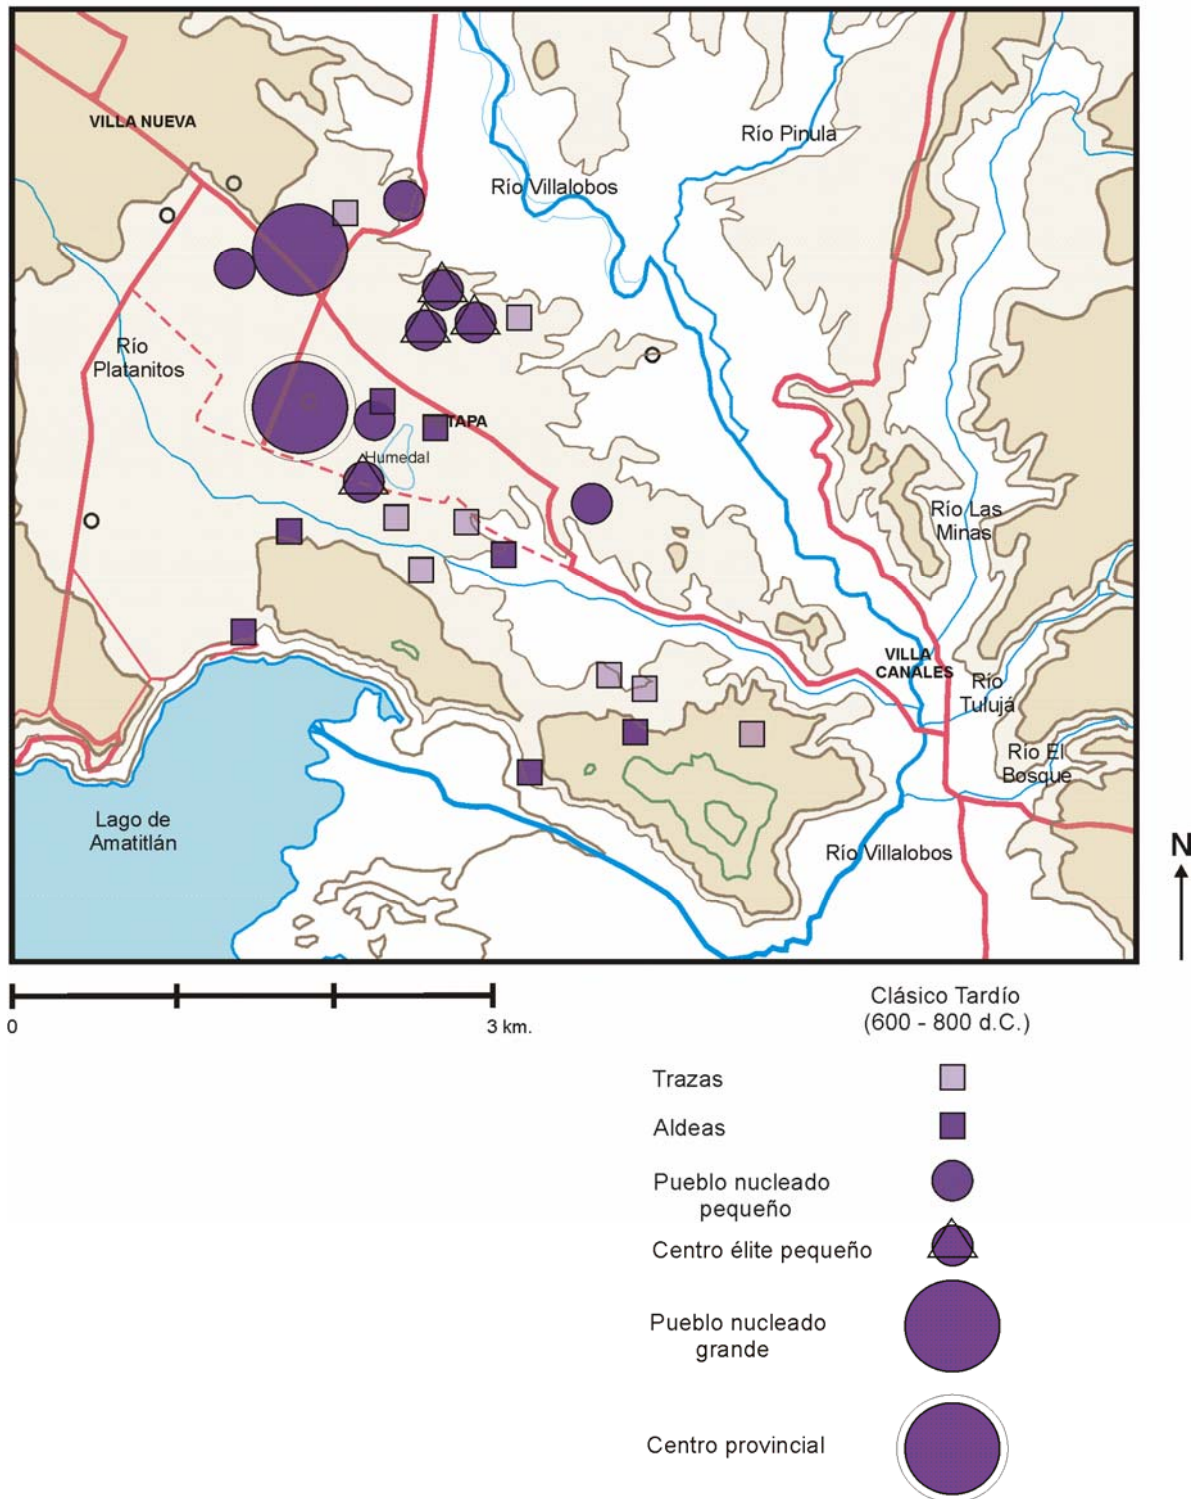 VILLA NUEVA
Río Pinula
Río Villalobos
Río
Platanitos
TAPA
Humedal
Río Las
Minas
VILLA
CANALES
Río
Tulujá
Río El
Bosque
Lago de
Amatitlán
Río Villalobos
N
0
3 km.
Clásico Tardío
(600 - 800 d.C.)
Trazas
Aldeas
Pueblo nucleado
pequeño
Centro élite pequeño
Pueblo nucleado
grande
Centro provincial